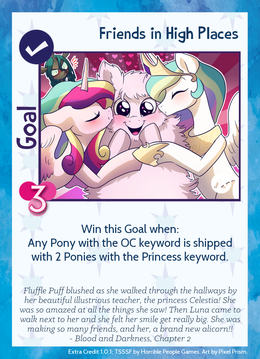 Friends in High Places
Goal
3
Win this Goal when:
Any Pony with the OC keyword is shipped
with 2 Ponies with the Princess keyword.
Fluffle Puff blushed as she walked through the hallways by
her beautiful illustrious teacher, the princess Celestia! She
was so amazed at all the things she saw! Then Luna came to
walk next to her and she felt her smile get really big. She was
making so many friends, and her, a brand new alicorn!!
- Blood and Darkness, Chapter 2
Extra Credit 1.0.1: TSSSF by Horrible People Games. Art by Pixel Prism.